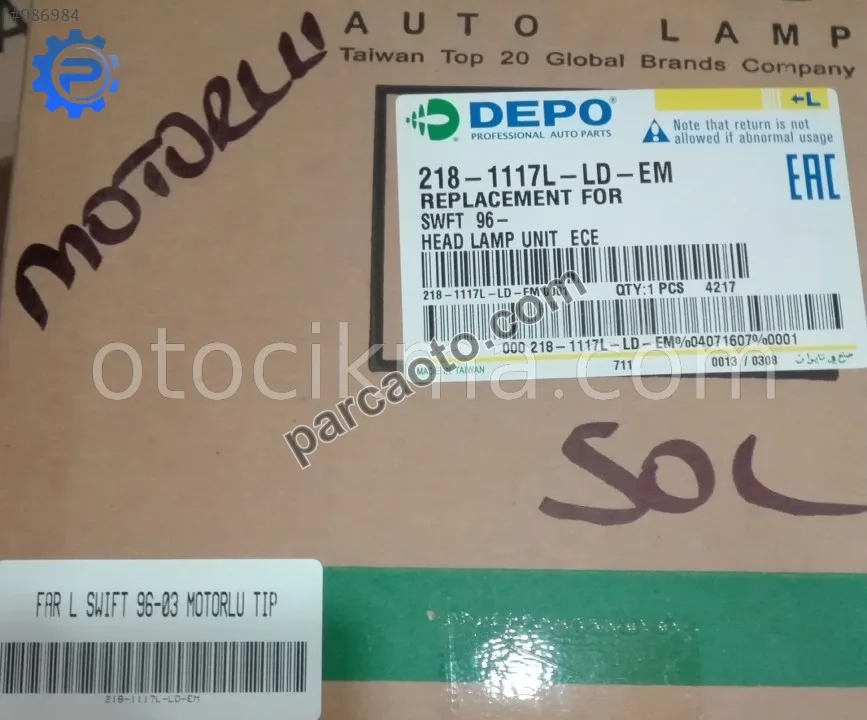 #986984
AUTO LAMP
Taiwan Top 20 Global Brands Company
MOTORLU
DEPO®
PROFESSIONAL AUTO PARTS
←L
Note that return is not
allowed if abnormal usage
218-1117L-LD-EM
EAC
REPLACEMENT FOR
SWFT 96-
HEAD LAMP UNIT ECE
218-1117L-LD-EM0001 QTY:1 PCS 4217
000 218-1117L-LD-EM%04071607%0001
MADE IN TAIWAN 711 0013 / 0308
otocikma.com
parcaoto.com
SOL
FAR L SWIFT 96-03 MOTORLU TIP
218-1117L-LD-EM